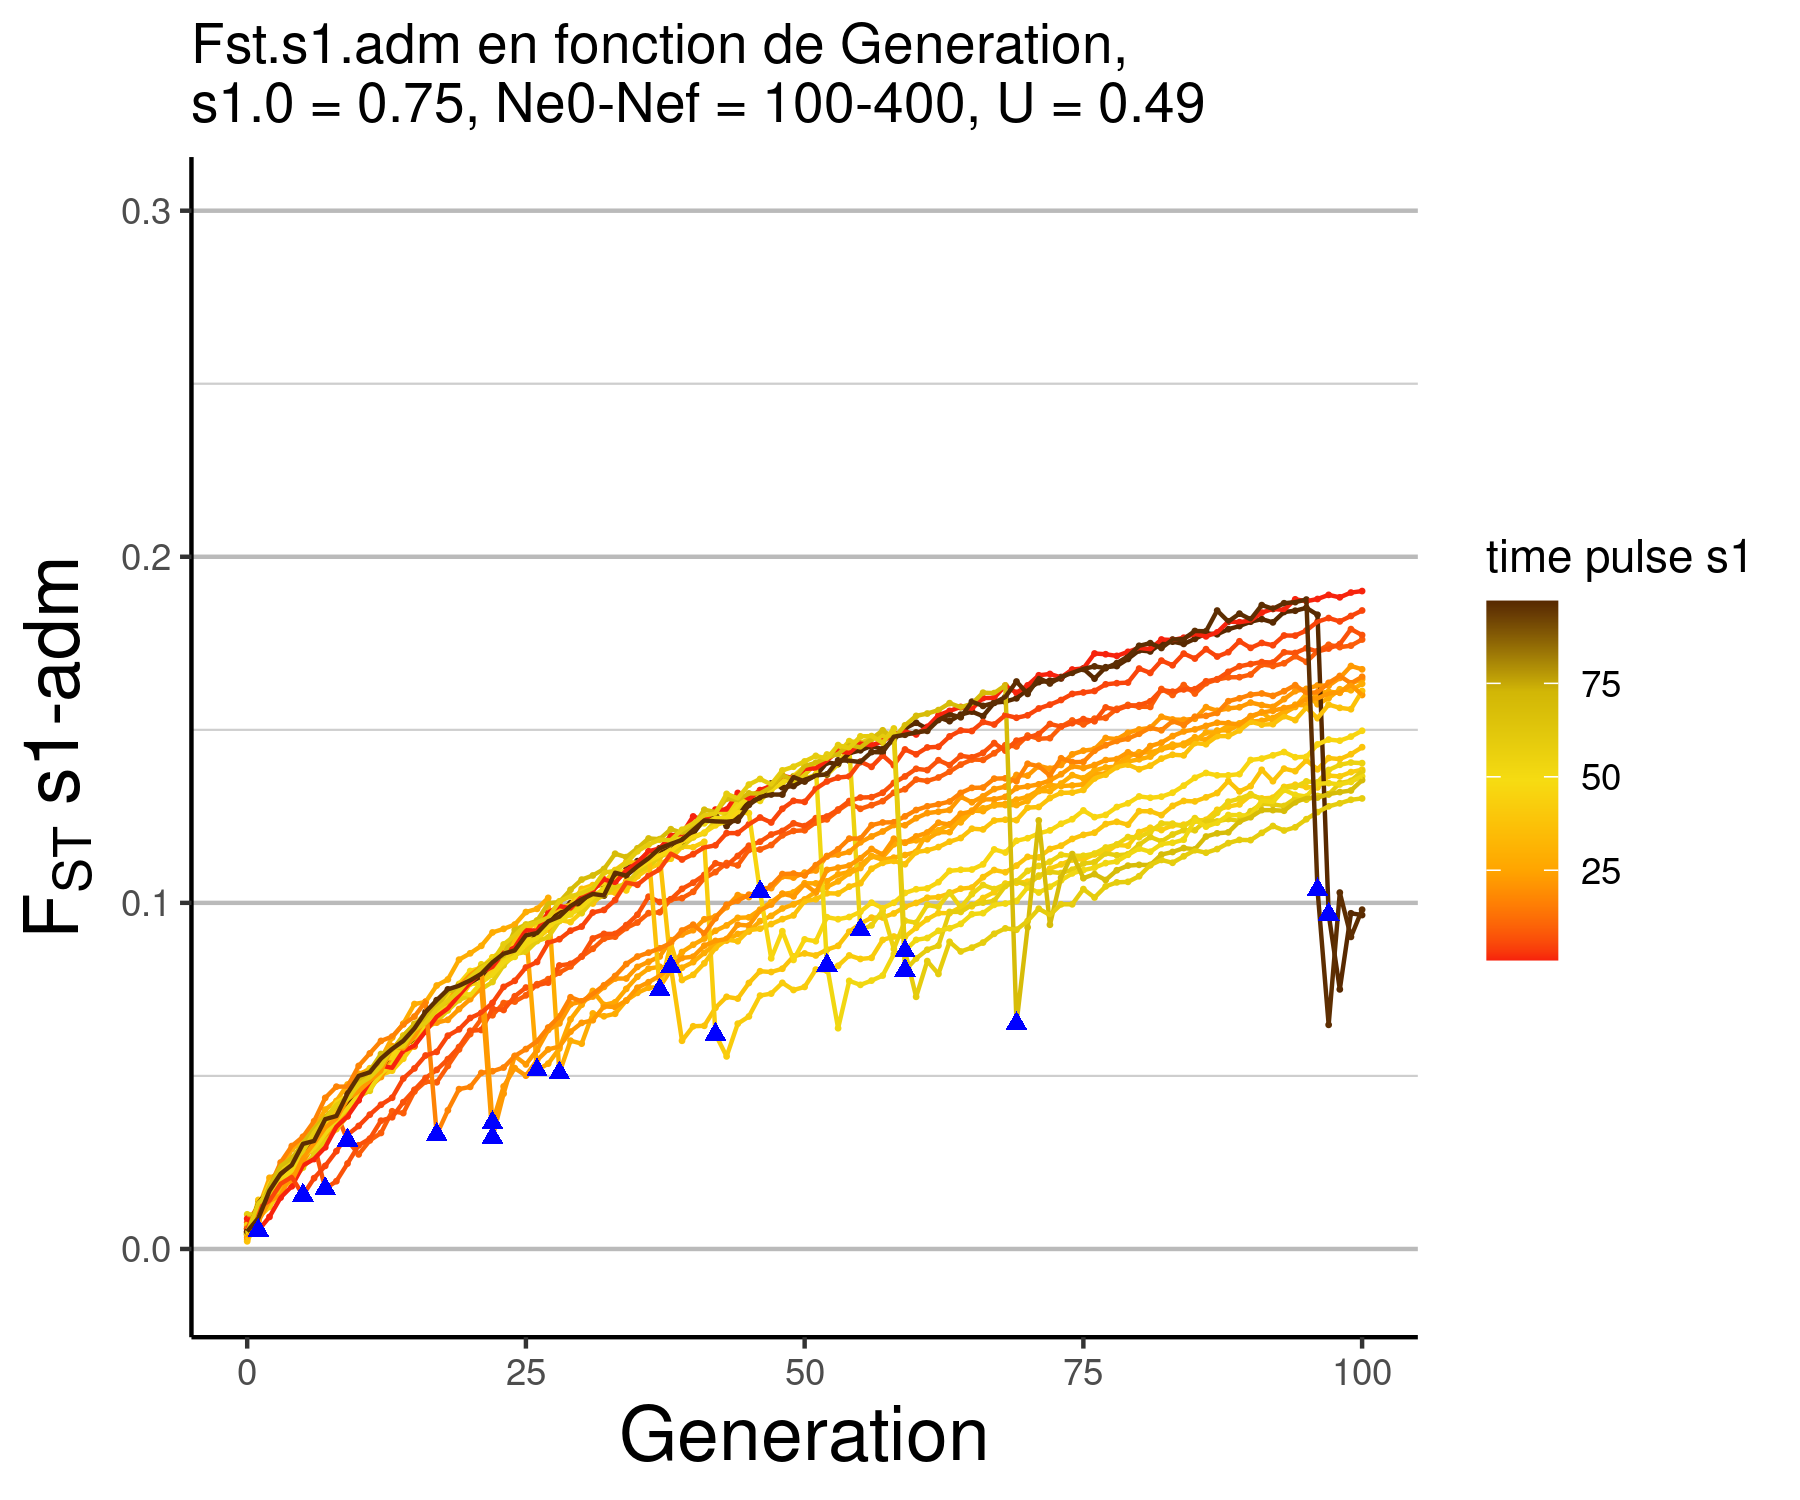 Fst.s1.adm en fonction de Generation,
s1.0 = 0.75, Ne0-Nef = 100-400, U = 0.49
0.3
0.2
0.1
0.0
FST s1-adm
0 25 50 75 100
Generation
time pulse s1
75
50
25